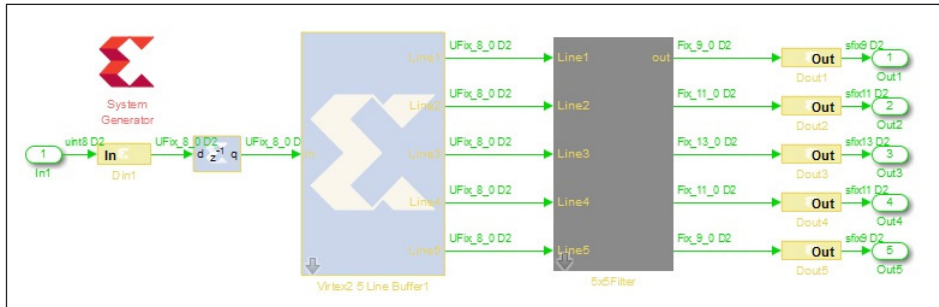 System
Generator
uint8 D2
UFix_8_0 D2
UFix_8_0 D
1
In
d z⁻¹ q
In1
Din1
Line1
Line2
Line3
Line4
Line5
Virtex2 5 Line Buffer1
UFix_8_0 D2
UFix_8_0 D2
UFix_8_0 D2
UFix_8_0 D2
UFix_8_0 D2
Line1
out
Line2
Line3
Line4
Line5
5x5Filter
Fix_9_0 D2
Out
sfix9 D2
1
Dout1
Out1
Fix_11_0 D2
Out
sfix11 D2
2
Dout2
Out2
Fix_13_0 D2
Out
sfix13 D2
3
Dout3
Out3
Fix_11_0 D2
Out
sfix11 D2
4
Dout4
Out4
Fix_9_0 D2
Out
sfix9 D2
5
Dout5
Out5